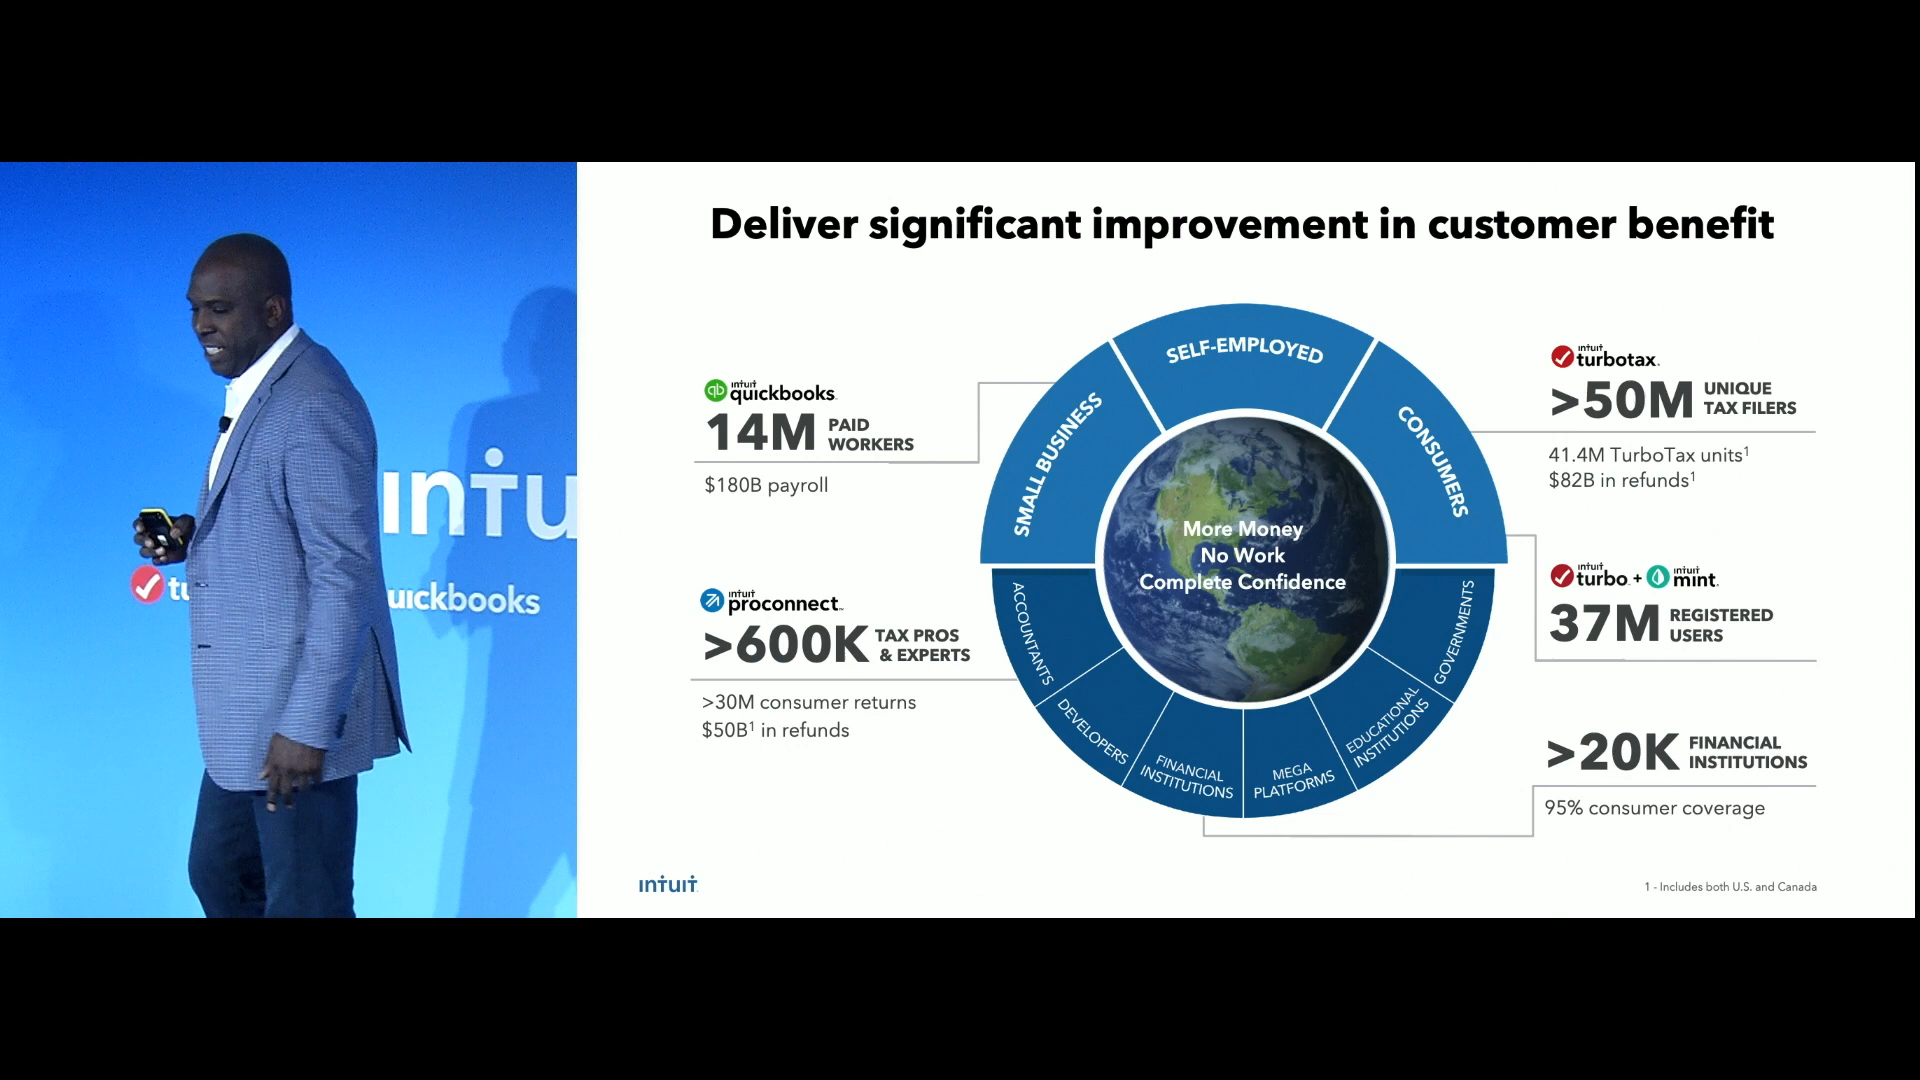 Deliver significant improvement in customer benefit
intuit
quickbooks.
14M PAID
WORKERS
$180B payroll
intuit
proconnect™
>600K TAX PROS
& EXPERTS
>30M consumer returns
$50B¹ in refunds
SELF-EMPLOYED
SMALL BUSINESS
CONSUMERS
More Money
No Work
Complete Confidence
ACCOUNTANTS
DEVELOPERS
FINANCIAL
INSTITUTIONS
MEGA
PLATFORMS
EDUCATIONAL
INSTITUTIONS
GOVERNMENTS
intuit
turbotax.
>50M UNIQUE
TAX FILERS
41.4M TurboTax units¹
$82B in refunds¹
intuit
turbo. + intuit
mint.
37M REGISTERED
USERS
>20K FINANCIAL
INSTITUTIONS
95% consumer coverage
intuit
1 - Includes both U.S. and Canada
intu
tu
uickbooks